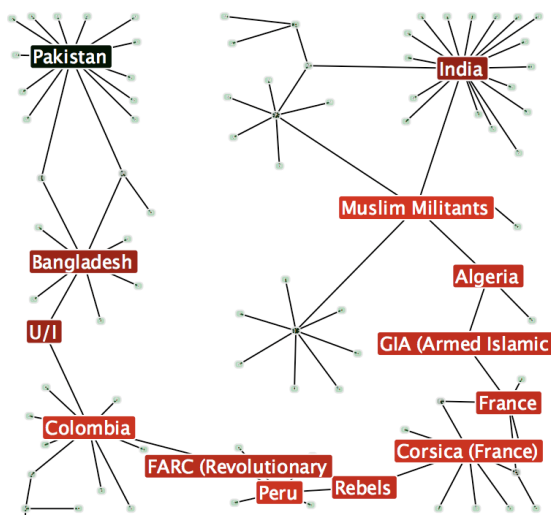 Pakistan
India
Muslim Militants
Bangladesh
Algeria
U/I
GIA (Armed Islamic
France
Colombia
Corsica (France)
FARC (Revolutionary
Rebels
Peru